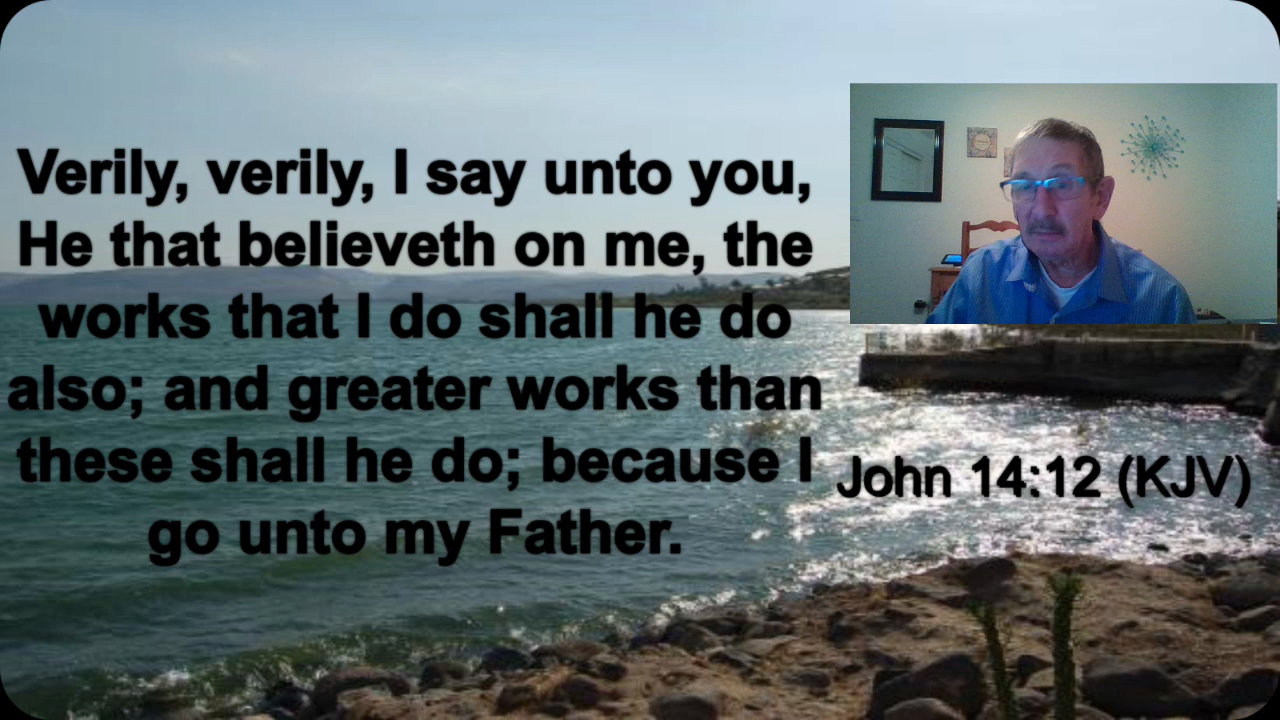 Verily, verily, I say unto you,
He that believeth on me, the
works that I do shall he do
also; and greater works than
these shall he do; because I
go unto my Father.
John 14:12 (KJV)